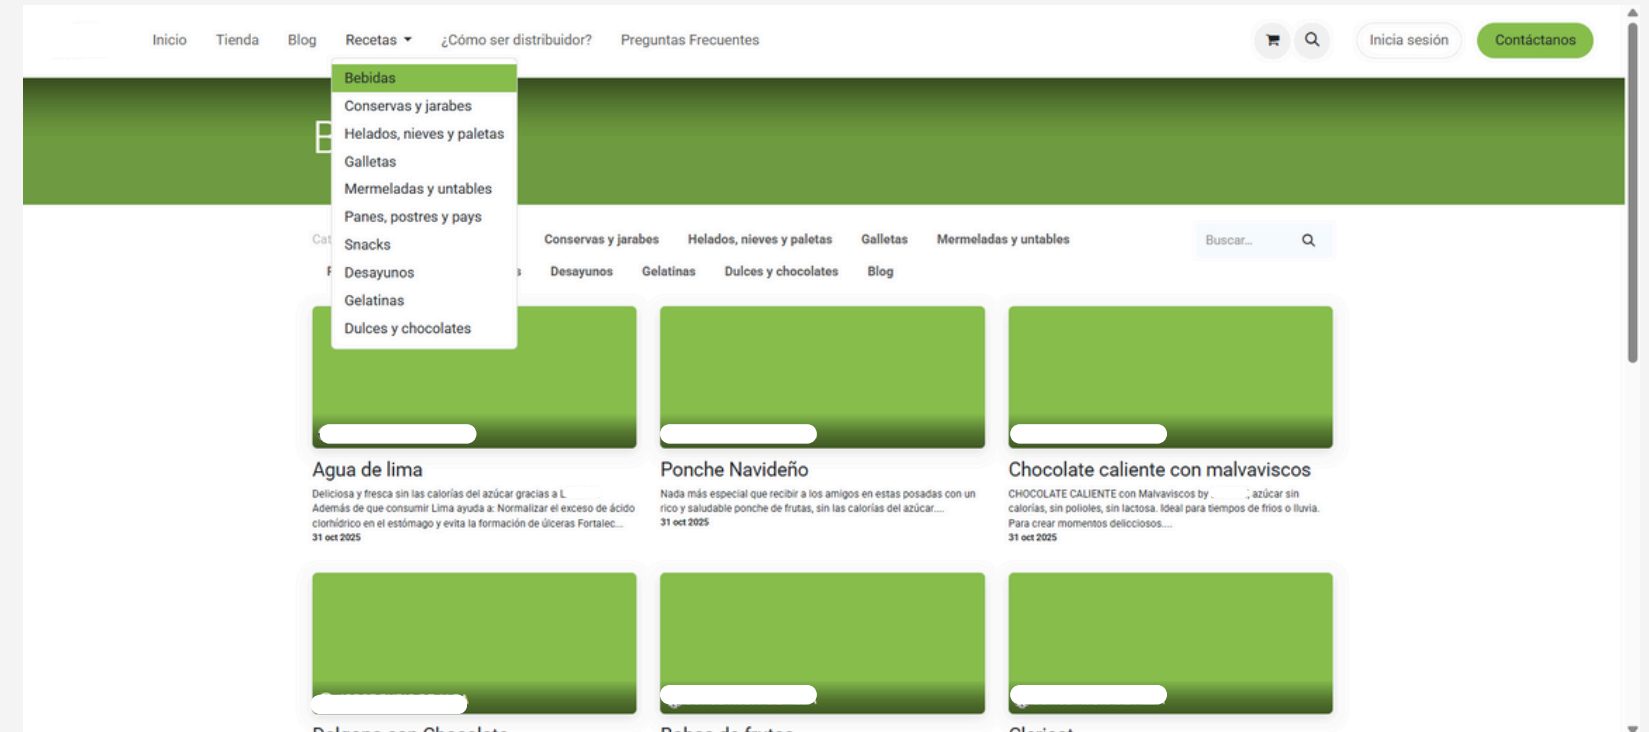 Inicio Tienda Blog Recetas ¿Cómo ser distribuidor? Preguntas Frecuentes Inicia sesión Contáctanos
Bebidas
Conservas y jarabes
Helados, nieves y paletas
Galletas
Mermeladas y untables
Panes, postres y pays
Snacks
Desayunos
Gelatinas
Dulces y chocolates
Conservas y jarabes Helados, nieves y paletas Galletas Mermeladas y untables Buscar...
Desayunos Gelatinas Dulces y chocolates Blog
Agua de lima
Deliciosa y fresca sin las calorías del azúcar gracias a L
Además de que consumir Lima ayuda a: Normalizar el exceso de ácido
clorhídrico en el estómago y evita la formación de úlceras Fortalec...
31 oct 2025
Ponche Navideño
Nada más especial que recibir a los amigos en estas posadas con un
rico y saludable ponche de frutas, sin las calorías del azúcar....
31 oct 2025
Chocolate caliente con malvaviscos
CHOCOLATE CALIENTE con Malvaviscos by , azúcar sin
calorías, sin polioles, sin lactosa. Ideal para tiempos de frios o lluvia.
Para crear momentos delicciosos....
31 oct 2025